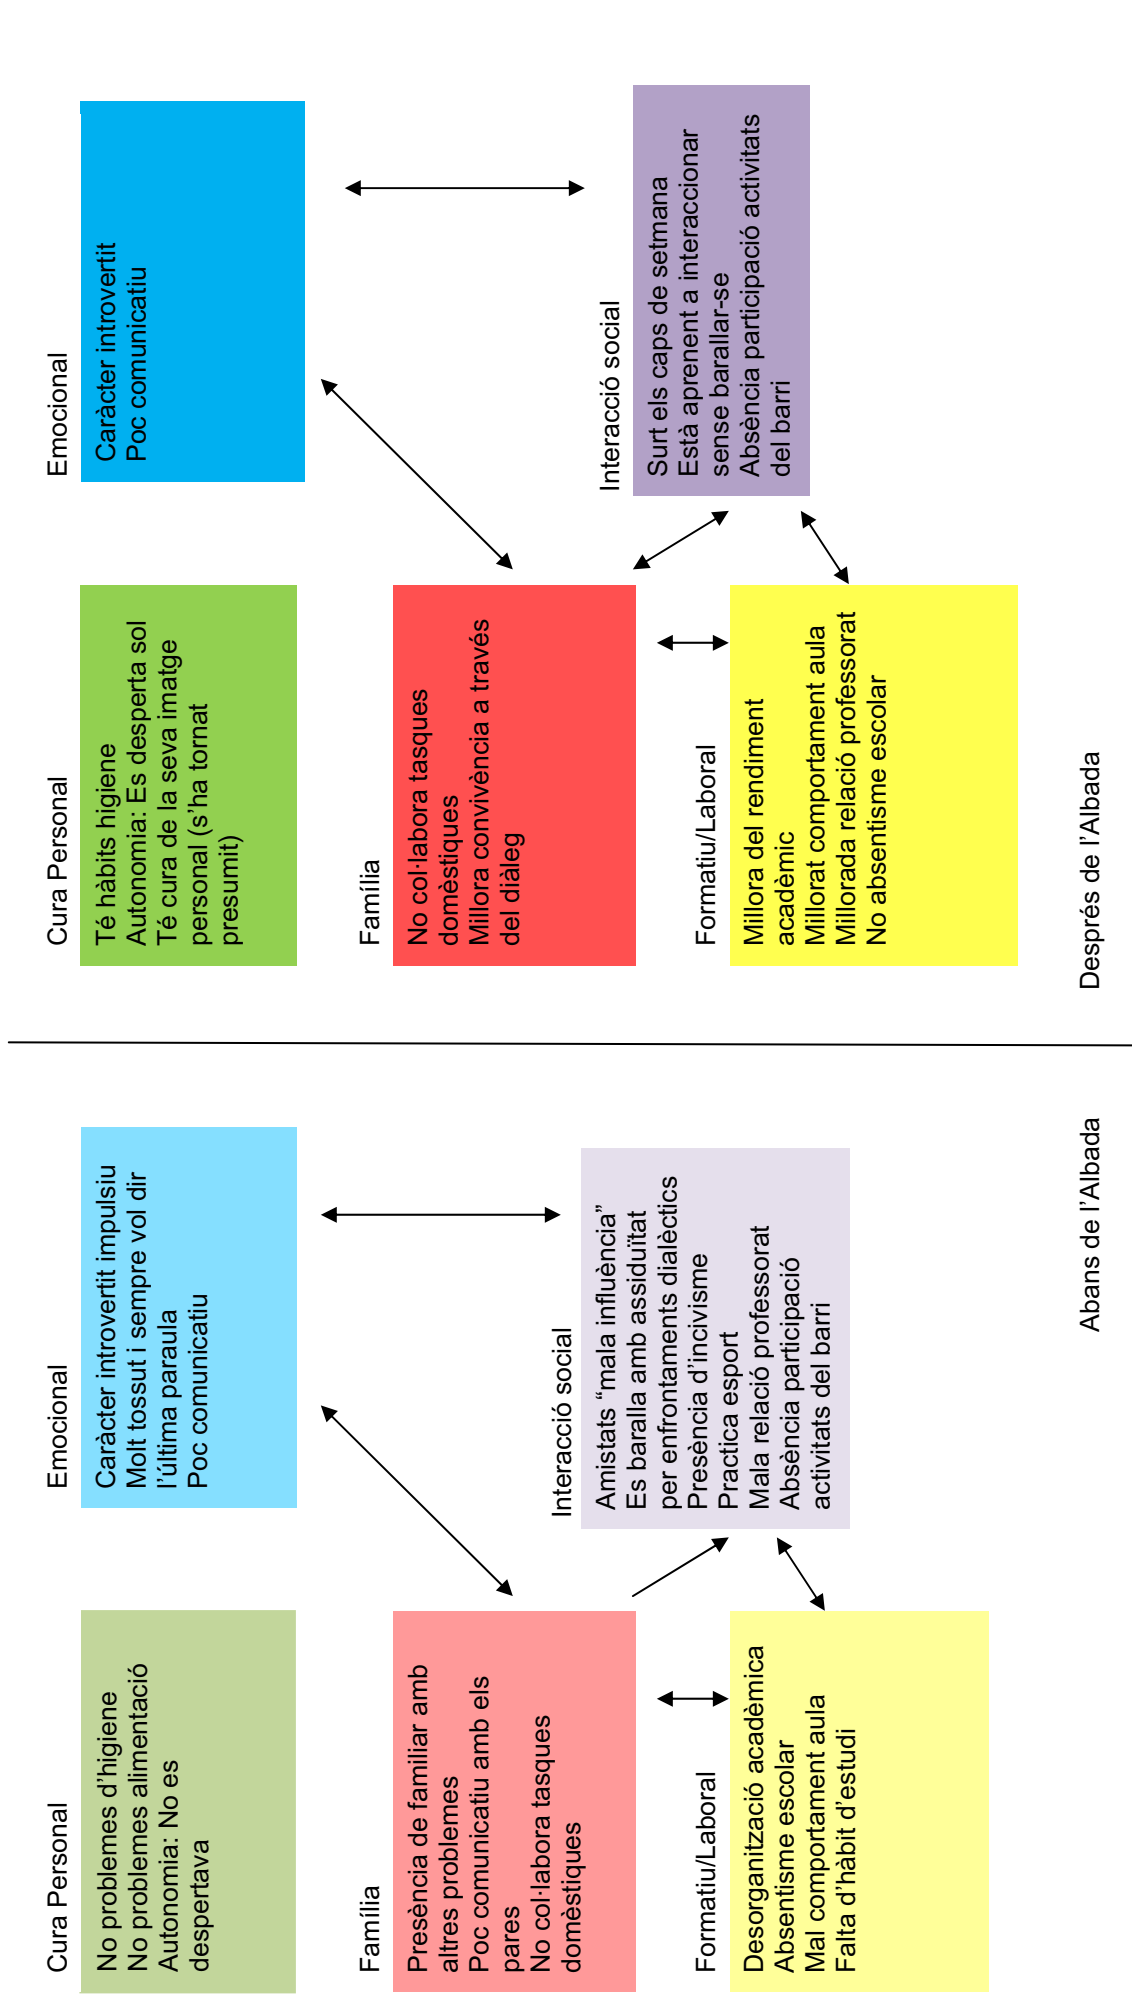 Cura Personal
No problemes d’higiene
No problemes alimentació
Autonomia: No es
despertava
Emocional
Caràcter introvertit impulsiu
Molt tossut i sempre vol dir
l’última paraula
Poc comunicatiu
Família
Presència de familiar amb
altres problemes
Poc comunicatiu amb els
pares
No col·labora tasques
domèstiques
Interacció social
Amistats “mala influència”
Es baralla amb assiduïtat
per enfrontaments dialèctics
Presència d’incivisme
Practica esport
Mala relació professorat
Absència participació
activitats del barri
Formatiu/Laboral
Desorganització acadèmica
Absentisme escolar
Mal comportament aula
Falta d’hàbit d’estudi
Abans de l’Albada
Cura Personal
Té hàbits higiene
Autonomia: Es desperta sol
Té cura de la seva imatge
personal (s’ha tornat
presumit)
Emocional
Caràcter introvertit
Poc comunicatiu
Família
No col·labora tasques
domèstiques
Millora convivència a través
del diàleg
Interacció social
Surt els caps de setmana
Està aprenent a interaccionar
sense barallar-se
Absència participació activitats
del barri
Formatiu/Laboral
Millora del rendiment
acadèmic
Millorat comportament aula
Millorada relació professorat
No absentisme escolar
Després de l’Albada